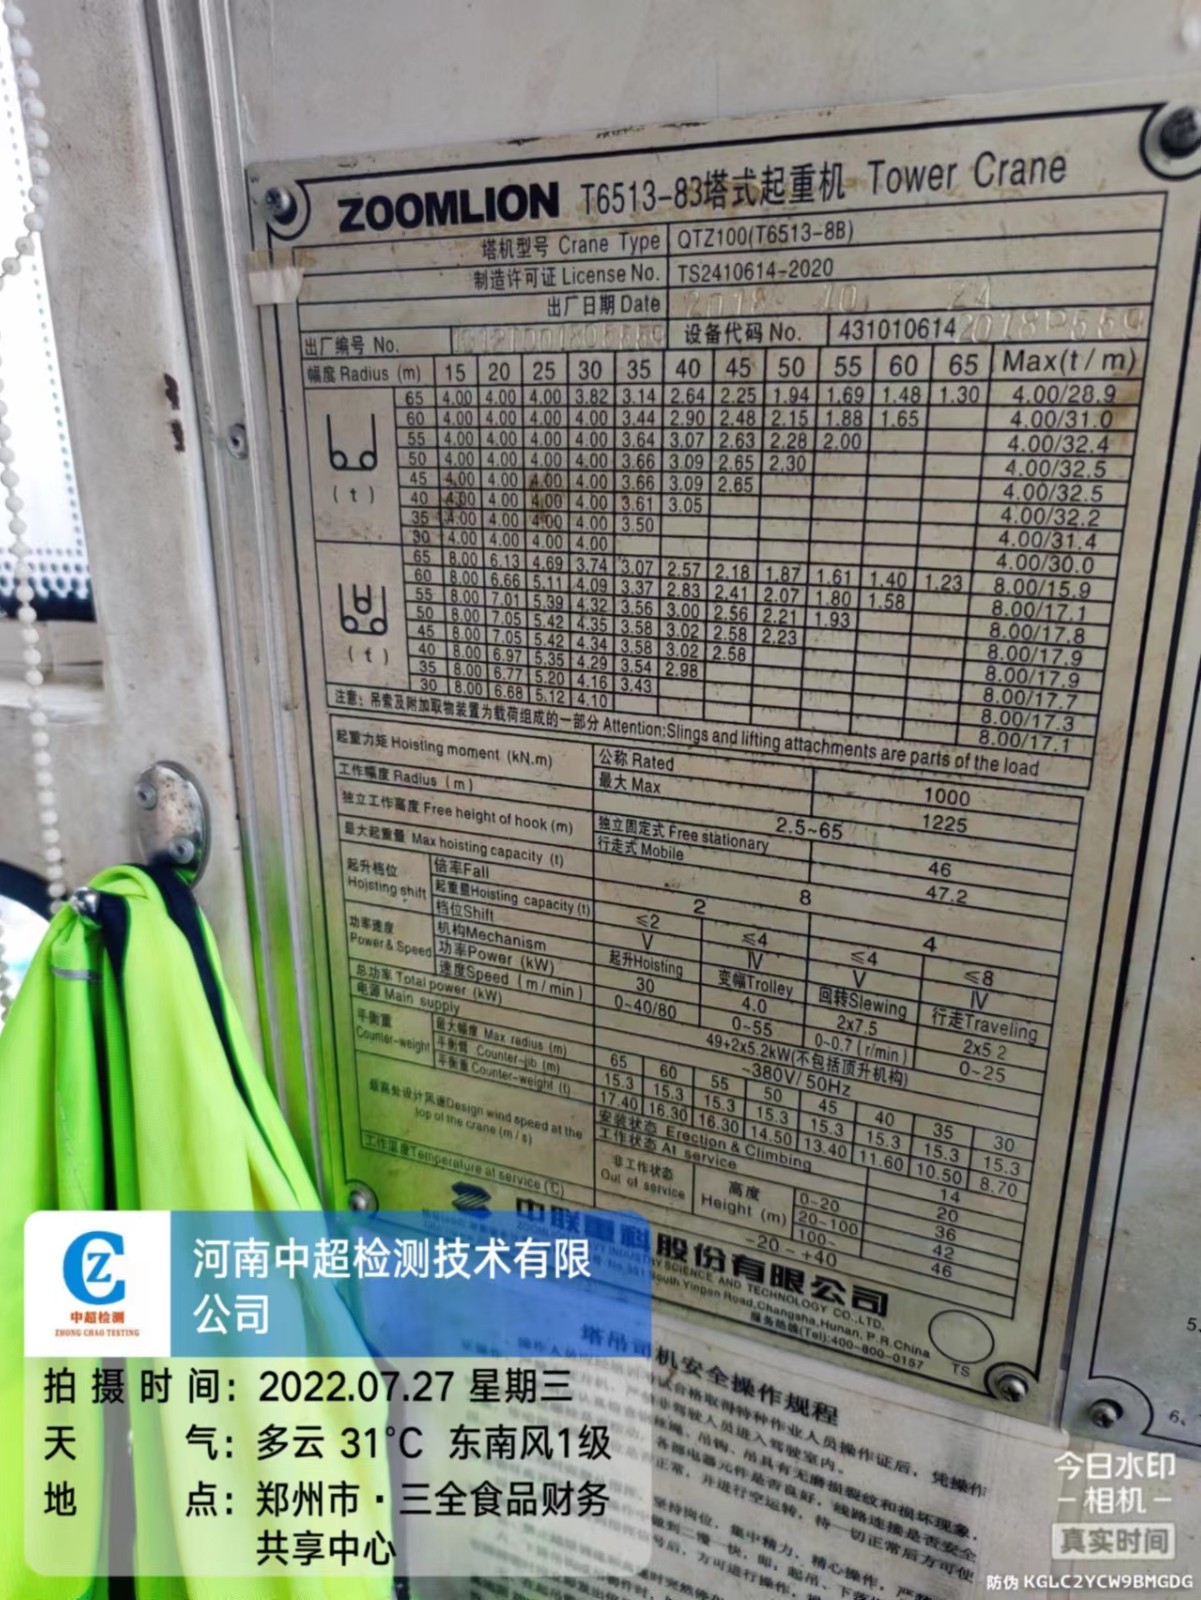 ZOOMLION T6513-83塔式起重机 Tower Crane
塔机型号 Crane Type QTZ100(T6513-8B)
制造许可证 License No. TS2410614-2020
出厂日期 Date 2018 10 24
出厂编号 No. 设备代码 No. 431010614
幅度 Radius (m) 15 20 25 30 35 40 45 50 55 60 65 Max(t/m)
65 4.00 4.00 4.00 3.82 3.14 2.64 2.25 1.94 1.69 1.48 1.30 4.00/28.9
60 4.00 4.00 4.00 4.00 3.44 2.90 2.48 2.15 1.88 1.65 4.00/31.0
55 4.00 4.00 4.00 4.00 3.64 3.07 2.63 2.28 2.00 4.00/32.4
50 4.00 4.00 4.00 4.00 3.66 3.09 2.65 2.30 4.00/32.5
45 4.00 4.00 4.00 4.00 3.66 3.09 2.65 4.00/32.5
40 4.00 4.00 4.00 4.00 3.61 3.05 4.00/32.2
35 4.00 4.00 4.00 4.00 3.50 4.00/31.4
30 4.00 4.00 4.00 4.00 4.00/30.0
(t)
65 8.00 6.13 4.69 3.74 3.07 2.57 2.18 1.87 1.61 1.40 1.23 8.00/15.9
60 8.00 6.66 5.11 4.09 3.37 2.83 2.41 2.07 1.80 1.58 8.00/17.1
55 8.00 7.01 5.39 4.32 3.56 3.00 2.56 2.21 1.93 8.00/17.8
50 8.00 7.05 5.42 4.35 3.58 3.02 2.58 2.23 8.00/17.9
45 8.00 7.05 5.42 4.34 3.58 3.02 2.58 8.00/17.9
40 8.00 6.97 5.35 4.29 3.54 2.98 8.00/17.7
35 8.00 6.77 5.20 4.16 3.43 8.00/17.3
30 8.00 6.68 5.12 4.10 8.00/17.1
(t)
注意：吊索及附加取物装置为载荷组成的一部分 Attention:Slings and lifting attachments are parts of the load
起重力矩 Hoisting moment (kN.m) 公称 Rated 1000
最大 Max 1225
工作幅度 Radius (m) 2.5~65
独立工作高度 Free height of hook (m) 独立固定式 Free stationary 46
行走式 Mobile 47.2
最大起重量 Max hoisting capacity (t) 8
起升档位 Hoisting shift 倍率Fall 2 4
起重量Hoisting capacity (t) ≤2 ≤4 ≤4 ≤8
档位Shift V IV V IV
功率速度 Power & Speed 机构Mechanism 起升Hoisting 变幅Trolley 回转Slewing 行走Traveling
功率Power (kW) 30 4.0 2x7.5 2x5.2
速度Speed (m/min) 0~40/80 0~55 0~0.7 (r/min) 0~25
总功率 Total power (kW) 49+2x5.2kW(不包括顶升机构)
电源 Main supply ~380V/ 50Hz
平衡重 Counter-weight 最大幅度 Max radius (m) 65 60 55 50 45 40 35 30
平衡臂 Counter-jib (m) 15.3 15.3 15.3 15.3 15.3 15.3 15.3 15.3
平衡重 Counter-weight (t) 17.40 16.30 16.30 14.50 13.40 11.60 10.50 8.70
最高处设计风速Design wind speed at the top of the crane (m/s) 安装状态 Erection & Climbing 14
工作状态 At service 20
非工作状态 Out of service 高度 Height (m) 0~20 36
20~100 42
100~ 46
工作温度Temperature at service (℃) -20~+40
中联重科股份有限公司
INDUSTRY SCIENCE AND TECHNOLOGY CO.,LTD.
South Yinpen Road,Changsha,Hunan, P.R.China
服务热线(Tel):400-800-0157
TS
塔吊司机安全操作规程
中超检测
ZHONG CHAO TESTING
河南中超检测技术有限
公司
拍摄时间：2022.07.27 星期三
天气：多云 31℃ 东南风1级
地点：郑州市·三全食品财务
共享中心
今日水印
相机
真实时间
防伪 KGLC2YCW9BMGDG